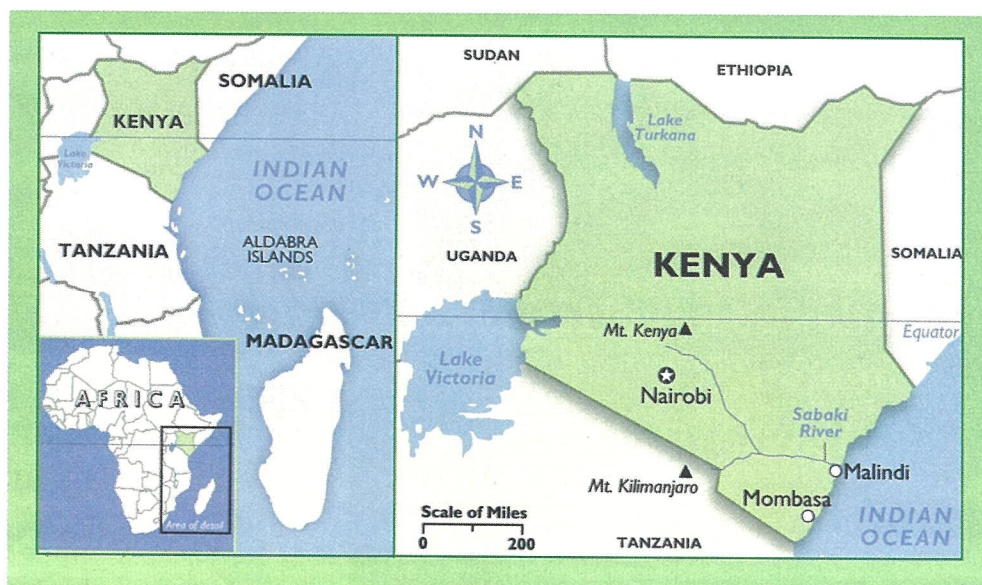 SOMALIA
KENYA
Lake
Victoria
INDIAN
OCEAN
TANZANIA
ALDABRA
ISLANDS
MADAGASCAR
AFRICA
Area of detail
SUDAN
ETHIOPIA
Lake
Turkana
N
W E
S
UGANDA
KENYA
SOMALIA
Mt. Kenya
Equator
Lake
Victoria
Nairobi
Sabaki
River
Malindi
Mt. Kilimanjaro
Mombasa
Scale of Miles
0 200
TANZANIA
INDIAN
OCEAN